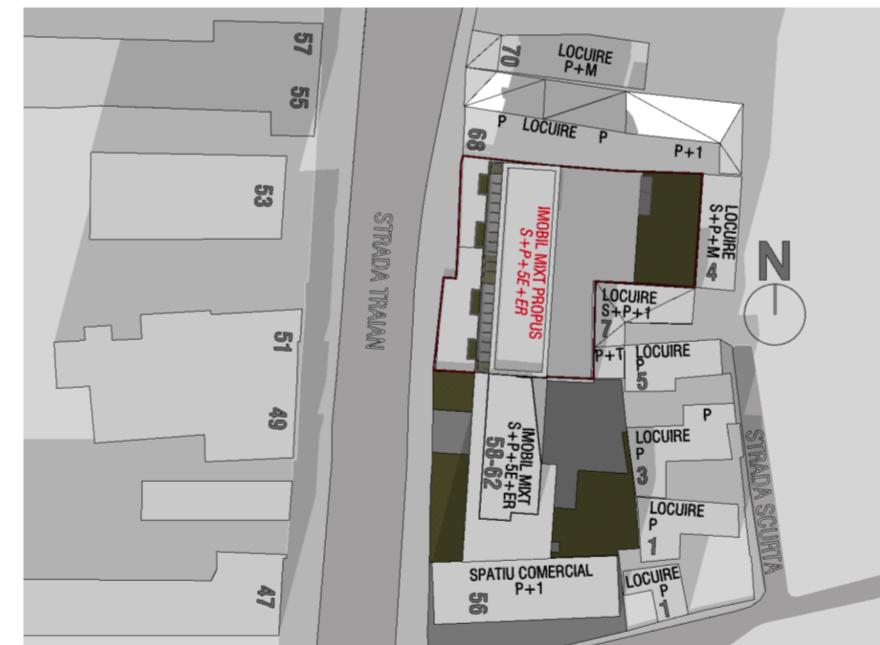 57
55
53
51
49
47
STRADA TRAIAN
70
LOCUIRE
P+M
68
P
LOCUIRE
P
P+1
IMOBIL MIXT PROPUS
S+P+5E+ER
LOCUIRE
S+P+M
4
N
LOCUIRE
S+P+1
7
P+T
LOCUIRE
P
5
P
LOCUIRE
P
3
LOCUIRE
P
1
LOCUIRE
P
1
STRADA SCURTA
IMOBIL MIXT
S+P+5E+ER
58-62
SPATIU COMERCIAL
P+1
56